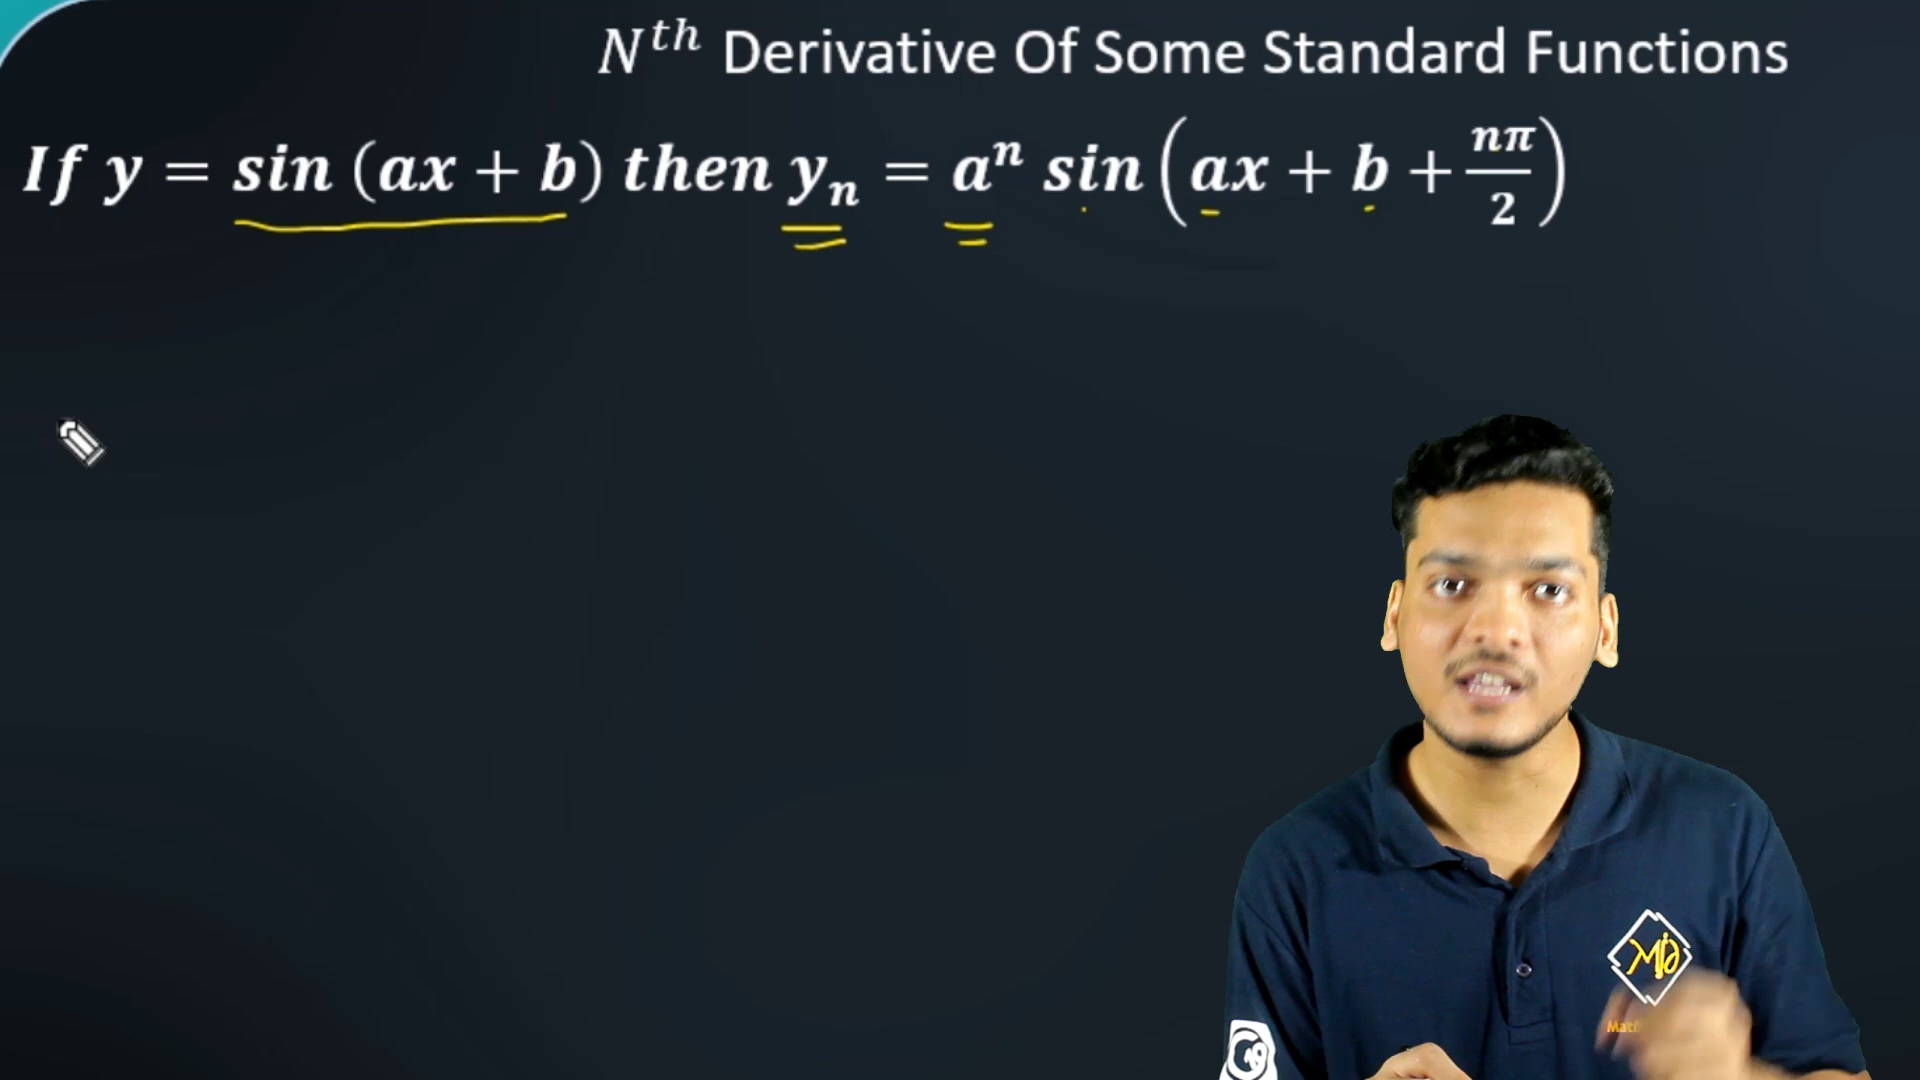 Nᵗʰ Derivative Of Some Standard Functions
If y = sin (ax + b) then yₙ = aⁿ sin (ax + b + nπ/2)